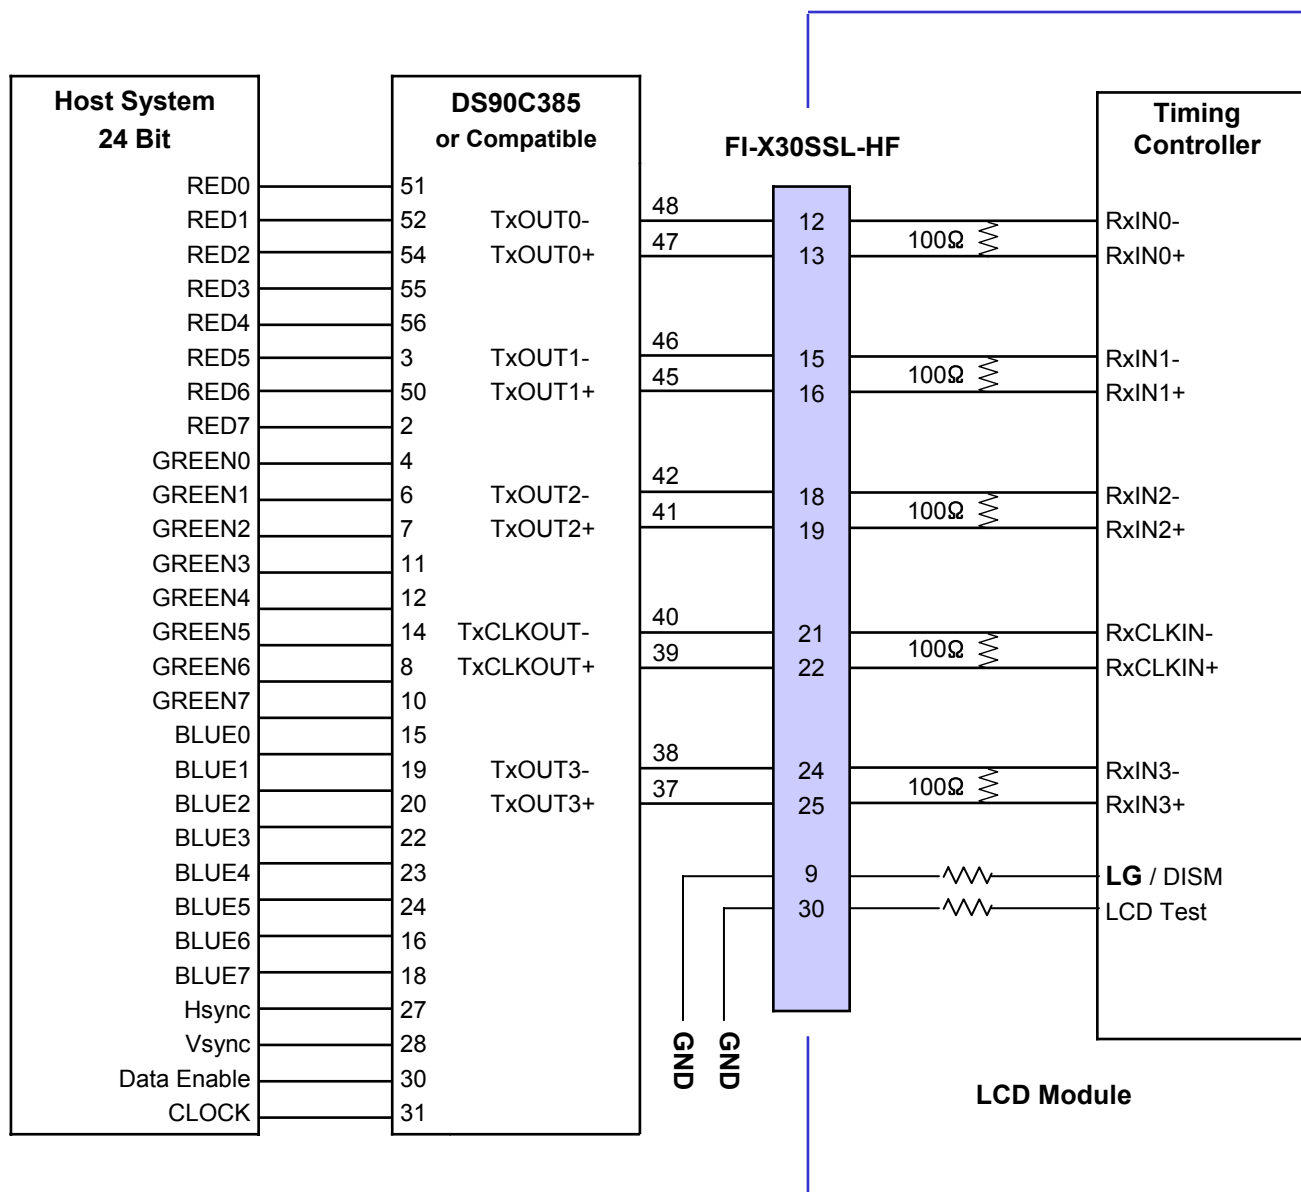 Host System
24 Bit
RED0
RED1
RED2
RED3
RED4
RED5
RED6
RED7
GREEN0
GREEN1
GREEN2
GREEN3
GREEN4
GREEN5
GREEN6
GREEN7
BLUE0
BLUE1
BLUE2
BLUE3
BLUE4
BLUE5
BLUE6
BLUE7
Hsync
Vsync
Data Enable
CLOCK
DS90C385
or Compatible
51
52
54
55
56
3
50
2
4
6
7
11
12
14
8
10
15
19
20
22
23
24
16
18
27
28
30
31
TxOUT0-
TxOUT0+
TxOUT1-
TxOUT1+
TxOUT2-
TxOUT2+
TxCLKOUT-
TxCLKOUT+
TxOUT3-
TxOUT3+
48
47
46
45
42
41
40
39
38
37
GND
GND
FI-X30SSL-HF
12
13
15
16
18
19
21
22
24
25
9
30
100Ω
100Ω
100Ω
100Ω
100Ω
Timing
Controller
RxIN0-
RxIN0+
RxIN1-
RxIN1+
RxIN2-
RxIN2+
RxCLKIN-
RxCLKIN+
RxIN3-
RxIN3+
LG / DISM
LCD Test
LCD Module